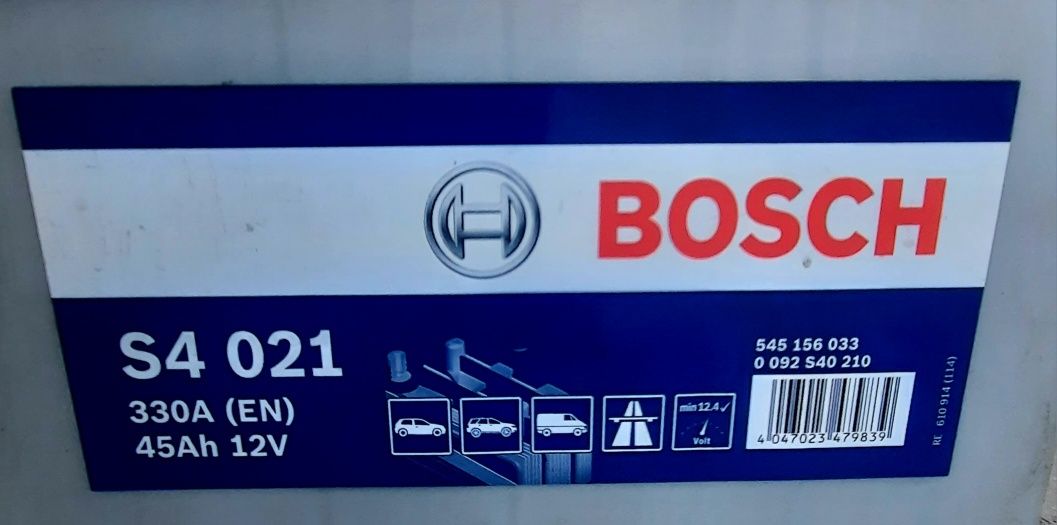 BOSCH
S4 021
330A (EN)
45Ah 12V
min 12.4✓
Volt
545 156 033
0 092 S40 210
4 047023 479839
RE 610 914 (114)